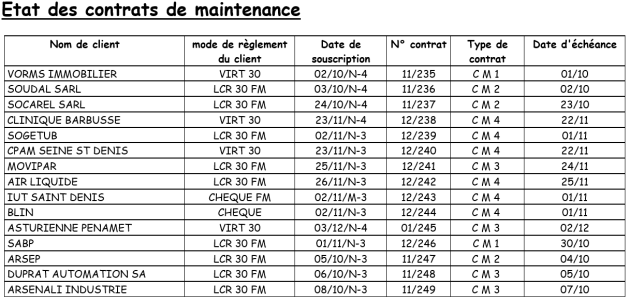 Etat des contrats de maintenance
Nom de client mode de règlement du client Date de souscription N° contrat Type de contrat Date d'échéance
VORMS IMMOBILIER VIRT 30 02/10/N-4 11/235 C M 1 01/10
SOUDAL SARL LCR 30 FM 03/10/N-4 11/236 C M 2 02/10
SOCAREL SARL LCR 30 FM 24/10/N-4 11/237 C M 2 23/10
CLINIQUE BARBUSSE VIRT 30 23/11/N-4 12/238 C M 4 22/11
SOGETUB LCR 30 FM 02/11/N-3 12/239 C M 4 01/11
CPAM SEINE ST DENIS VIRT 30 23/11/N-3 12/240 C M 4 22/11
MOVIPAR LCR 30 FM 25/11/N-3 12/241 C M 3 24/11
AIR LIQUIDE LCR 30 FM 26/11/N-3 12/242 C M 4 25/11
IUT SAINT DENIS CHEQUE FM 02/11/M-3 12/243 C M 4 01/11
BLIN CHEQUE 02/11/N-3 12/244 C M 4 01/11
ASTURIENNE PENAMET VIRT 30 03/12/N-4 01/245 C M 3 02/12
SABP LCR 30 FM 01/11/N-3 12/246 C M 1 30/10
ARSEP LCR 30 FM 05/10/N-3 11/247 C M 2 04/10
DUPRAT AUTOMATION SA LCR 30 FM 06/10/N-3 11/248 C M 3 05/10
ARSENALI INDUSTRIE LCR 30 FM 08/10/N-3 11/249 C M 3 07/10